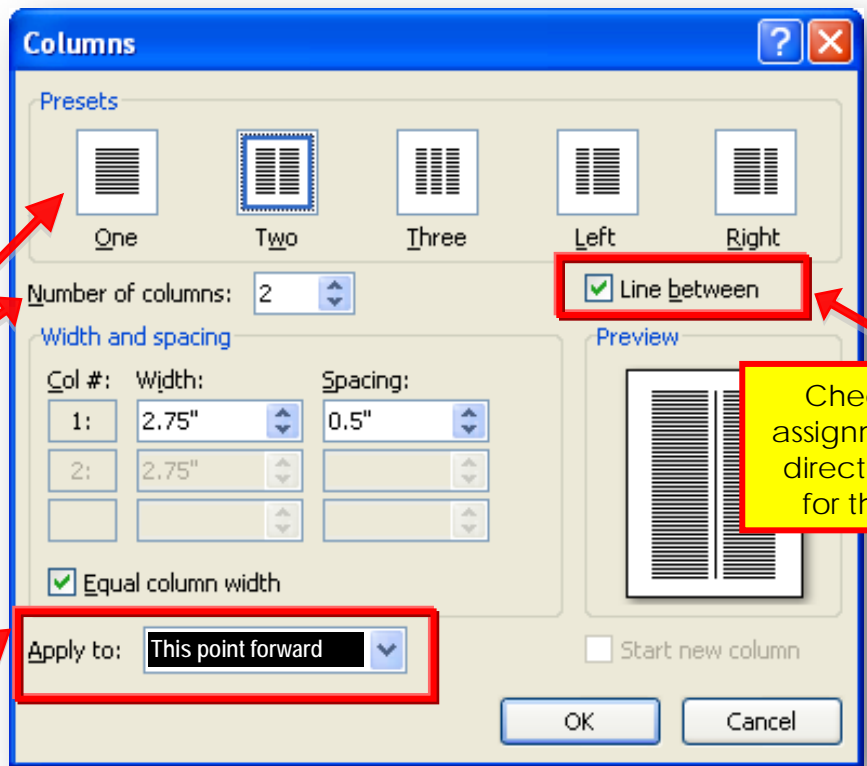 Columns
Presets
One Two Three Left Right
Number of columns: 2
Line between
Width and spacing
Preview
Col #: Width: Spacing:
1: 2.75" 0.5"
2: 2.75"
Equal column width
Apply to: This point forward
Start new column
OK Cancel
for